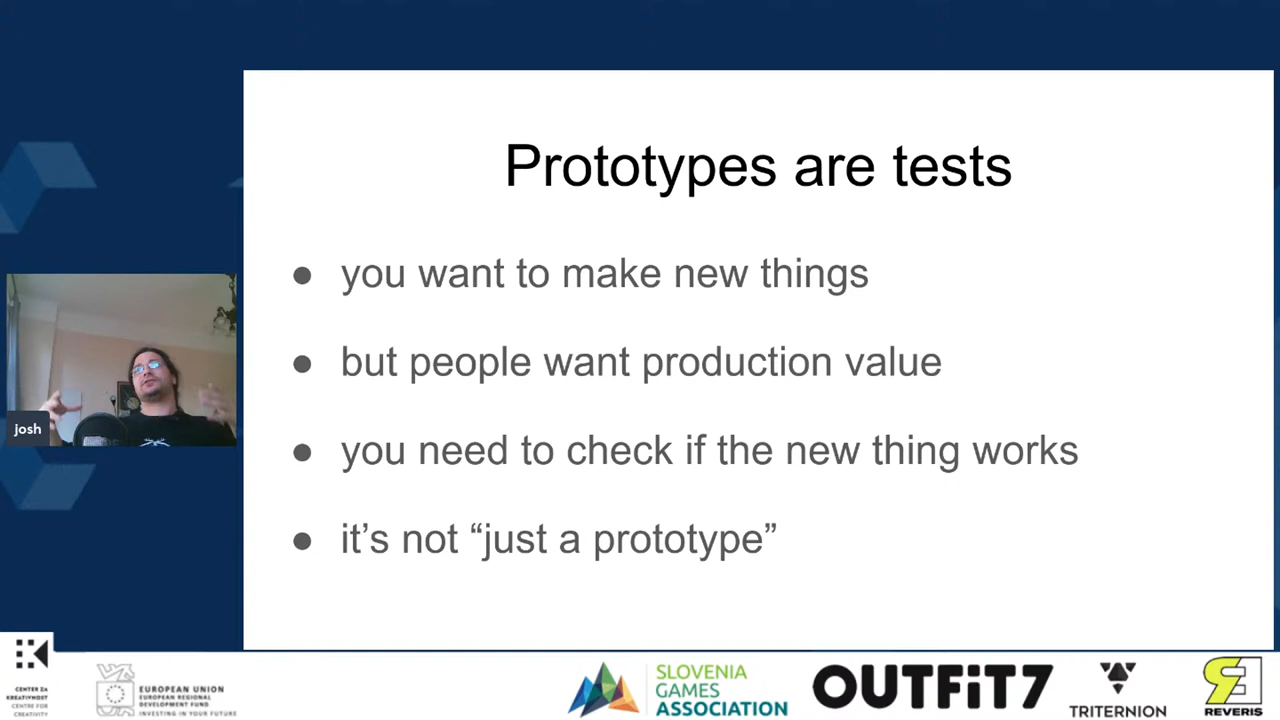 Prototypes are tests
● you want to make new things
● but people want production value
● you need to check if the new thing works
● it's not “just a prototype”
josh
CENTER ZA
KREATIVNOST
CENTRE FOR
CREATIVITY
EUROPEAN UNION
EUROPEAN REGIONAL
DEVELOPMENT FUND
INVESTING IN YOUR FUTURE
SLOVENIA
GAMES
ASSOCIATION
OUTFiT7
TRITERNION
REVERIS